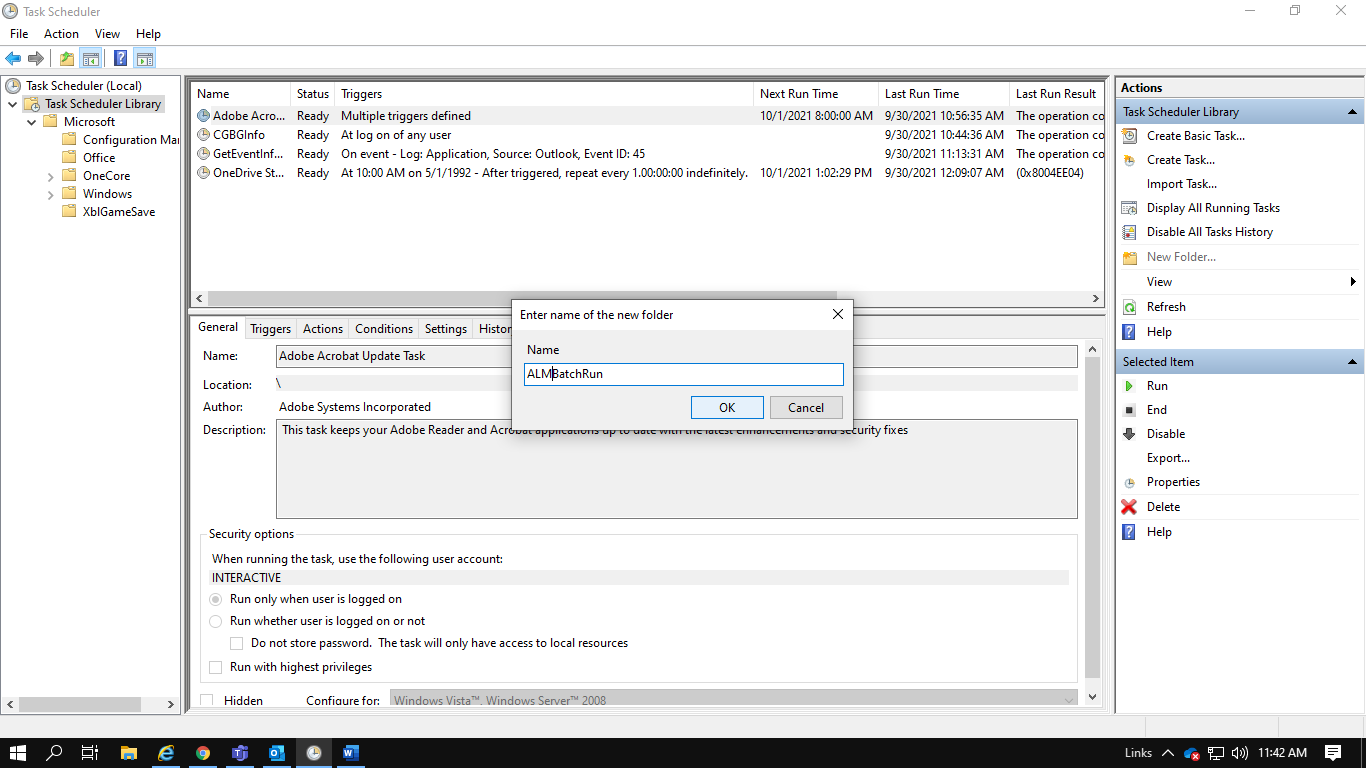 Task Scheduler
File Action View Help
Task Scheduler (Local)
Task Scheduler Library
Microsoft
Configuration Ma
Office
OneCore
Windows
XblGameSave
Name Status Triggers Next Run Time Last Run Time Last Run Result
Adobe Acro... Ready Multiple triggers defined 10/1/2021 8:00:00 AM 9/30/2021 10:56:35 AM The operation co
CGBGInfo Ready At log on of any user 9/30/2021 10:44:36 AM The operation co
GetEventInf... Ready On event - Log: Application, Source: Outlook, Event ID: 45 9/30/2021 11:13:31 AM The operation co
OneDrive St... Ready At 10:00 AM on 5/1/1992 - After triggered, repeat every 1.00:00:00 indefinitely. 10/1/2021 1:02:29 PM 9/30/2021 12:09:07 AM (0x8004EE04)
General Triggers Actions Conditions Settings Histor
Name: Adobe Acrobat Update Task
Location: \
Author: Adobe Systems Incorporated
Description: This task keeps your Adobe Reader and Acrobat applications up to date with the latest enhancements and security fixes
Security options
When running the task, use the following user account:
INTERACTIVE
Run only when user is logged on
Run whether user is logged on or not
Do not store password. The task will only have access to local resources
Run with highest privileges
Hidden Configure for: Windows Vista™, Windows Server™ 2008
Enter name of the new folder
Name
ALMBatchRun
OK Cancel
Actions
Task Scheduler Library
Create Basic Task...
Create Task...
Import Task...
Display All Running Tasks
Disable All Tasks History
New Folder...
View
Refresh
Help
Selected Item
Run
End
Disable
Export...
Properties
Delete
Help
Links 11:42 AM